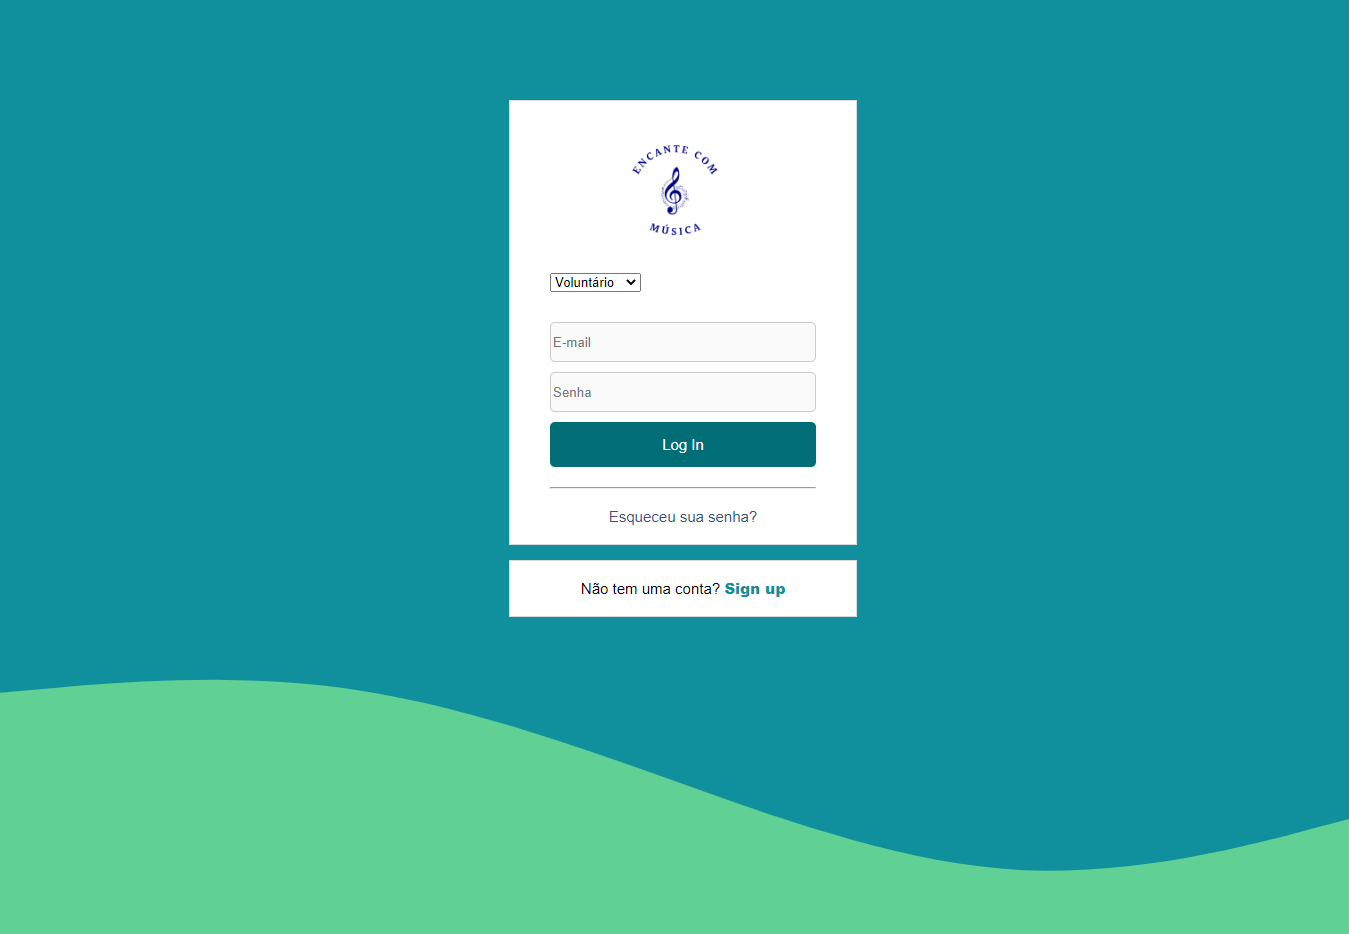 ENCANTE COM
MÚSICA
Voluntário
E-mail
Senha
Log In
Esqueceu sua senha?
Não tem uma conta? Sign up